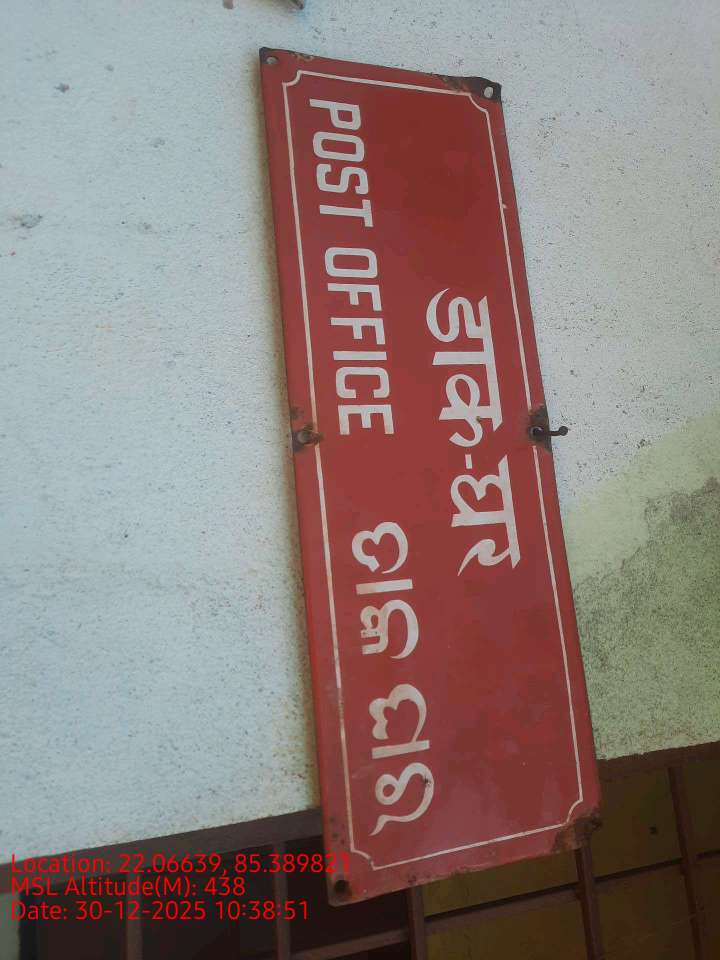 डाक-घर
POST OFFICE ଡାକ ଘର
Location: 22.06639, 85.389821
MSL Altitude(M): 438
Date: 30-12-2025 10:38:51